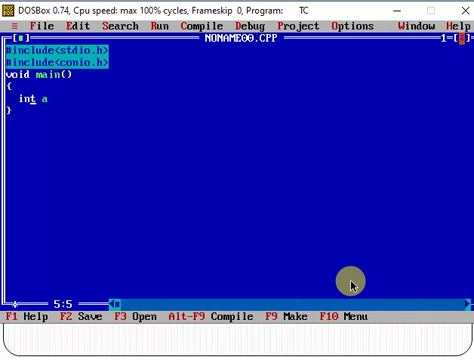 DOS BOX DOSBox 0.74, Cpu speed: max 100% cycles, Frameskip 0, Program: TC
≡ File Edit Search Run Compile Debug Project Options Window Help
[■] NONAME00.CPP 1=[ ]
#include<stdio.h>
#include<conio.h>
void main()
{
int a
}
* 5:5
F1 Help F2 Save F3 Open Alt-F9 Compile F9 Make F10 Menu